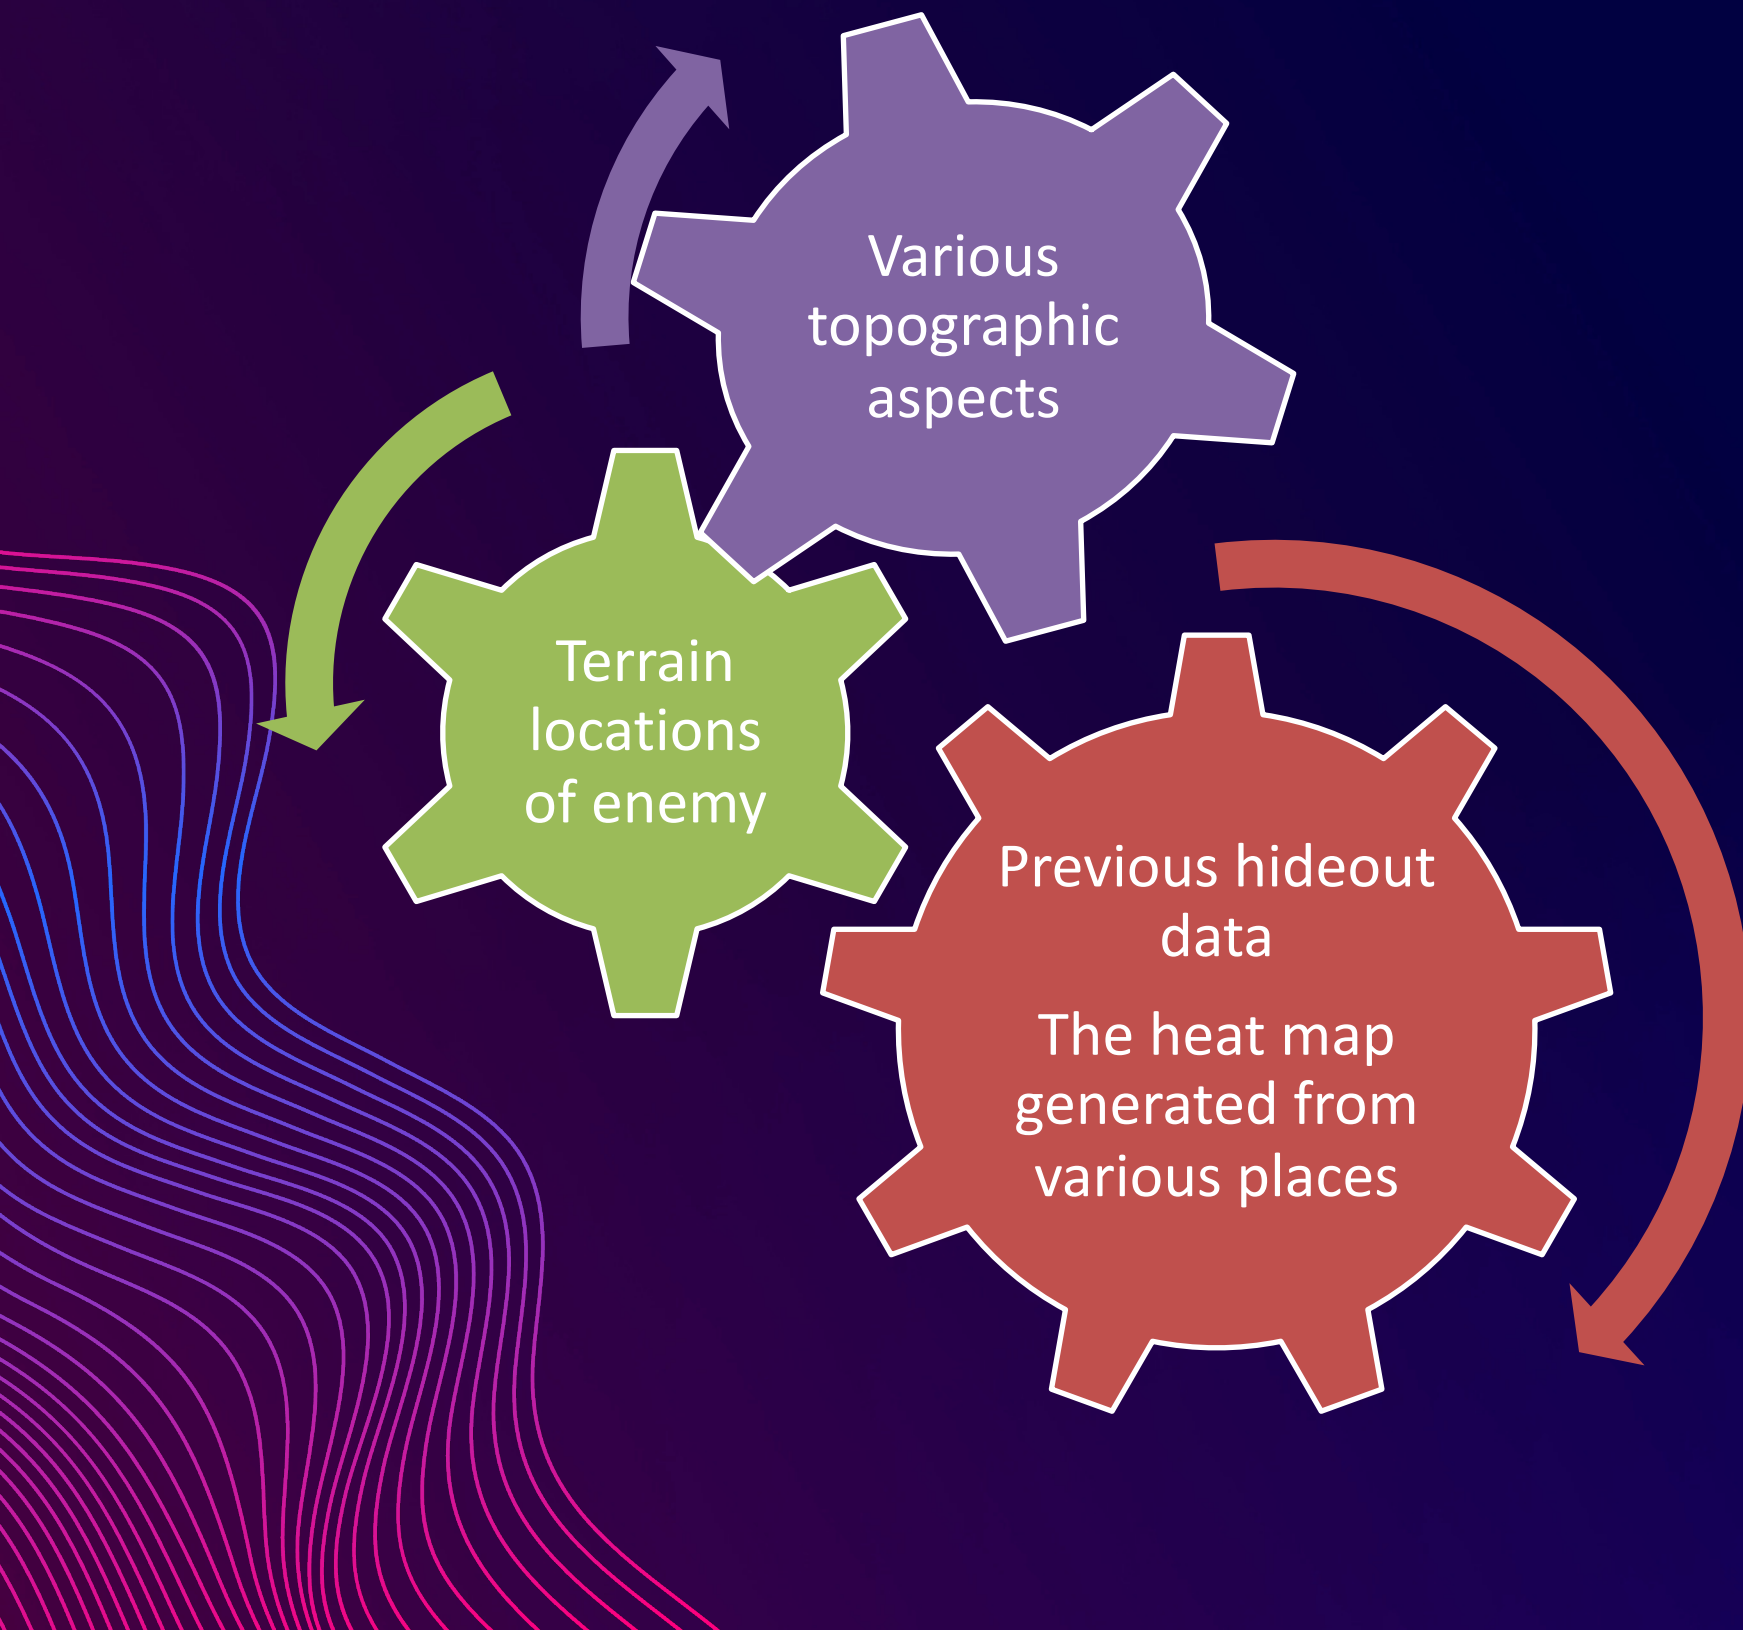 Various
topographic
aspects
Terrain
locations
of enemy
Previous hideout
data
The heat map
generated from
various places